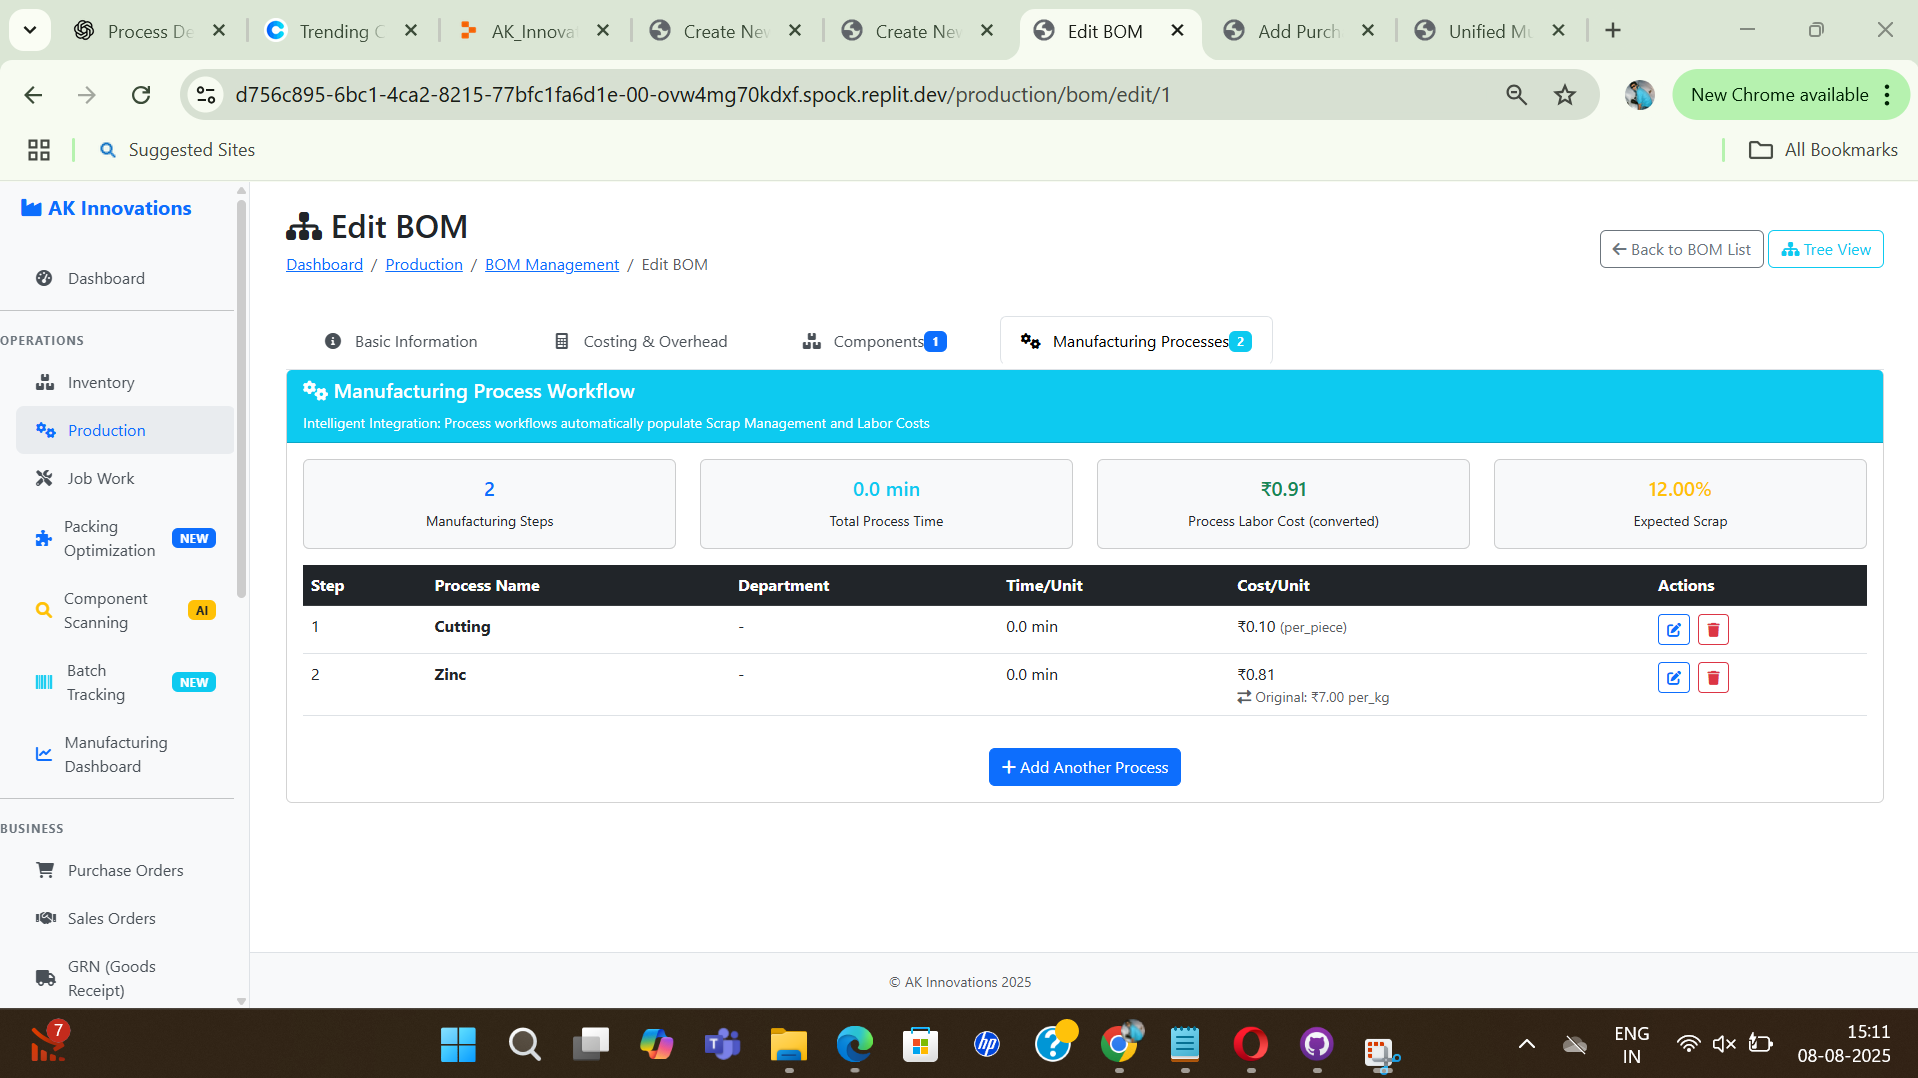 Process De
Trending C
AK_Innova
Create Nev
Create Nev
Edit BOM
Add Purch
Unified Mu
d756c895-6bc1-4ca2-8215-77bfc1fa6d1e-00-ovw4mg70kdxf.spock.replit.dev/production/bom/edit/1
New Chrome available
Suggested Sites
All Bookmarks
AK Innovations
Dashboard
OPERATIONS
Inventory
Production
Job Work
Packing
Optimization
NEW
Component
Scanning
AI
Batch
Tracking
NEW
Manufacturing
Dashboard
BUSINESS
Purchase Orders
Sales Orders
GRN (Goods
Receipt)
Edit BOM
Dashboard / Production / BOM Management / Edit BOM
Back to BOM List
Tree View
Basic Information
Costing & Overhead
Components 1
Manufacturing Processes 2
Manufacturing Process Workflow
Intelligent Integration: Process workflows automatically populate Scrap Management and Labor Costs
2
Manufacturing Steps
0.0 min
Total Process Time
₹0.91
Process Labor Cost (converted)
12.00%
Expected Scrap
Step Process Name Department Time/Unit Cost/Unit Actions
1 Cutting - 0.0 min ₹0.10 (per_piece)
2 Zinc - 0.0 min ₹0.81
Original: ₹7.00 per_kg
+ Add Another Process
© AK Innovations 2025
7
hp
ENG
IN
15:11
08-08-2025